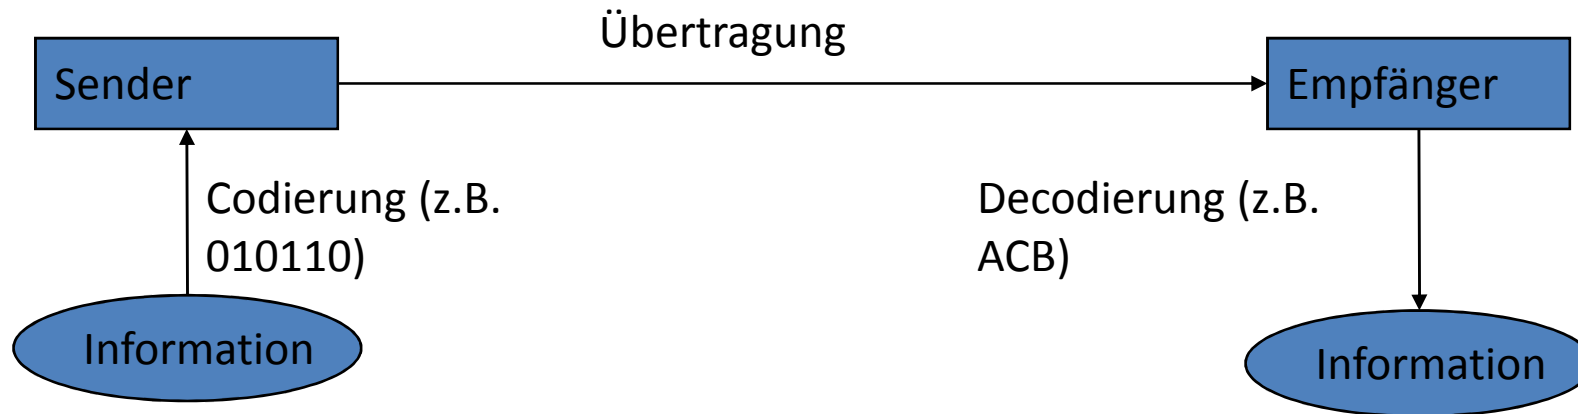 Übertragung
Sender
Empfänger
Codierung (z.B.
010110)
Decodierung (z.B.
ACB)
Information
Information